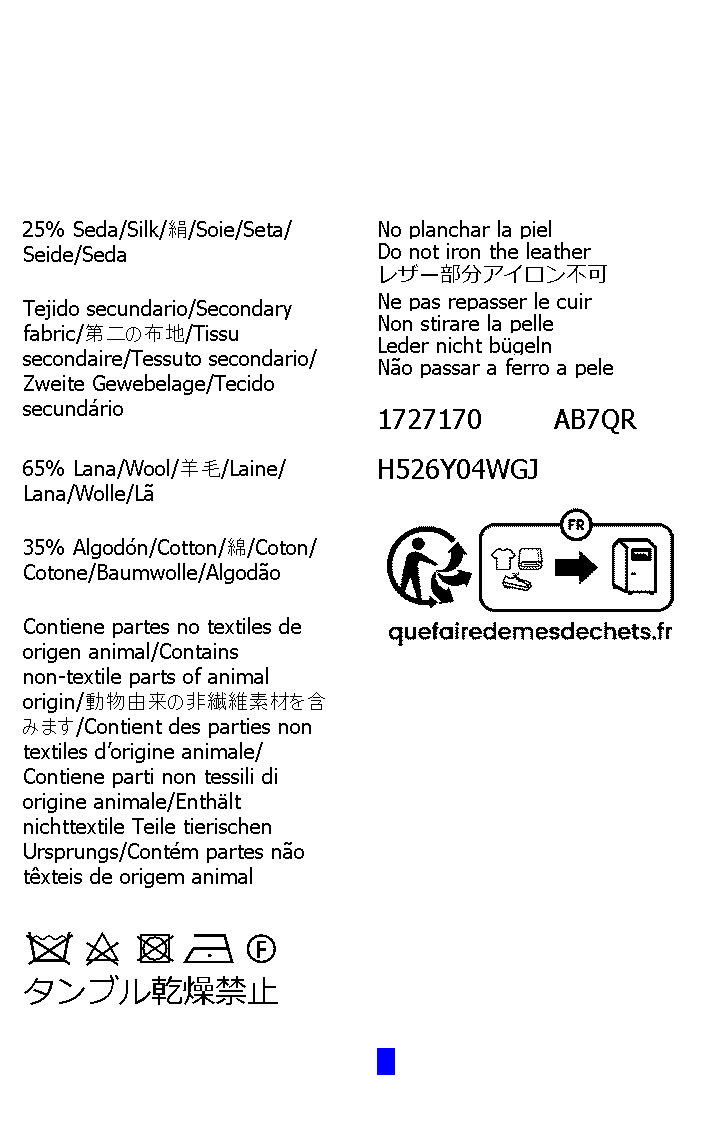 25% Seda/Silk/絹/Soie/Seta/
Seide/Seda
Tejido secundario/Secondary
fabric/第二の布地/Tissu
secondaire/Tessuto secondario/
Zweite Gewebelage/Tecido
secundário
65% Lana/Wool/羊毛/Laine/
Lana/Wolle/Lã
35% Algodón/Cotton/綿/Coton/
Cotone/Baumwolle/Algodão
Contiene partes no textiles de
origen animal/Contains
non-textile parts of animal
origin/動物由来の非繊維素材を含
みます/Contient des parties non
textiles d’origine animale/
Contiene parti non tessili di
origine animale/Enthält
nichttextile Teile tierischen
Ursprungs/Contém partes não
têxteis de origem animal
F
タンブル乾燥禁止
No planchar la piel
Do not iron the leather
レザー部分アイロン不可
Ne pas repasser le cuir
Non stirare la pelle
Leder nicht bügeln
Não passar a ferro a pele
1727170 AB7QR
H526Y04WGJ
FR
quefairedemesdechets.fr